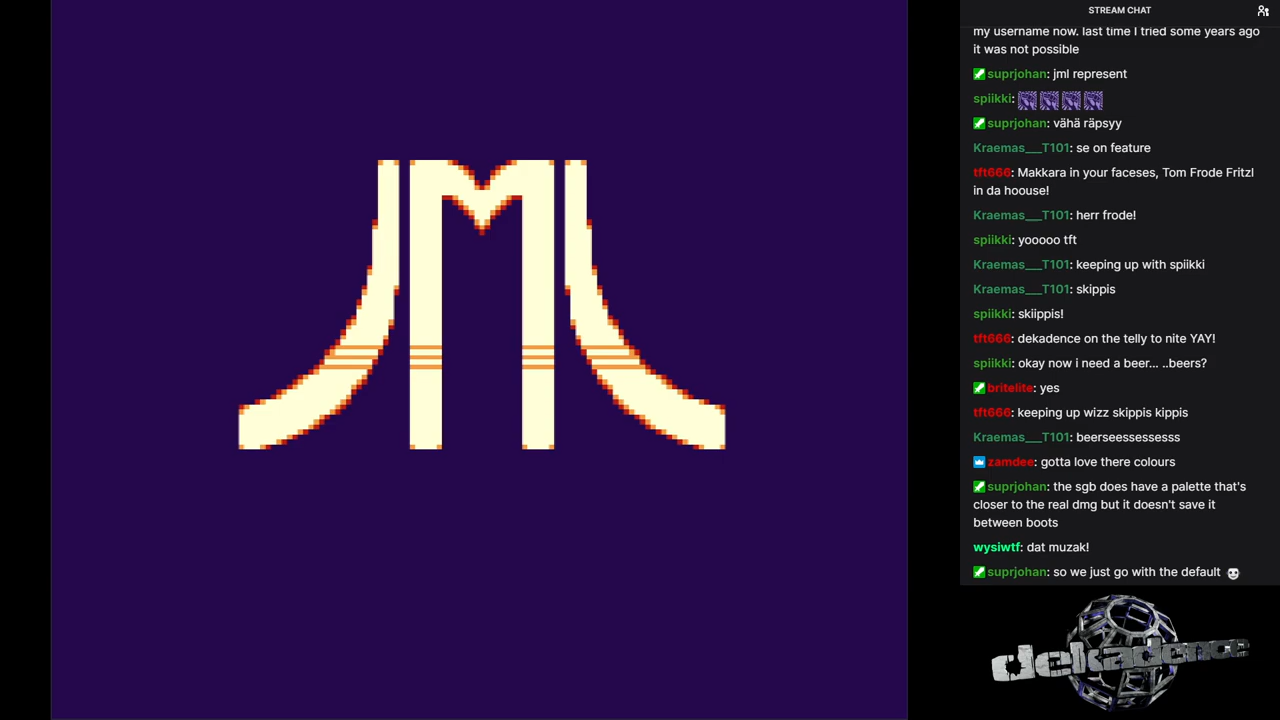 STREAM CHAT
my username now. last time I tried some years ago
it was not possible
suprjohan: jml represent
spiikki:
suprjohan: vähä räpsyy
Kraemas___T101: se on feature
tft666: Makkara in your faceses, Tom Frode Fritzl
in da hoouse!
Kraemas___T101: herr frode!
spiikki: yooooo tft
Kraemas___T101: keeping up with spiikki
Kraemas___T101: skippis
spiikki: skiippis!
tft666: dekadence on the telly to nite YAY!
spiikki: okay now i need a beer... ..beers?
britelite: yes
tft666: keeping up wizz skippis kippis
Kraemas___T101: beerseessessesss
zamdee: gotta love there colours
suprjohan: the sgb does have a palette that's
closer to the real dmg but it doesn't save it
between boots
wysiwtf: dat muzak!
suprjohan: so we just go with the default
dekadence